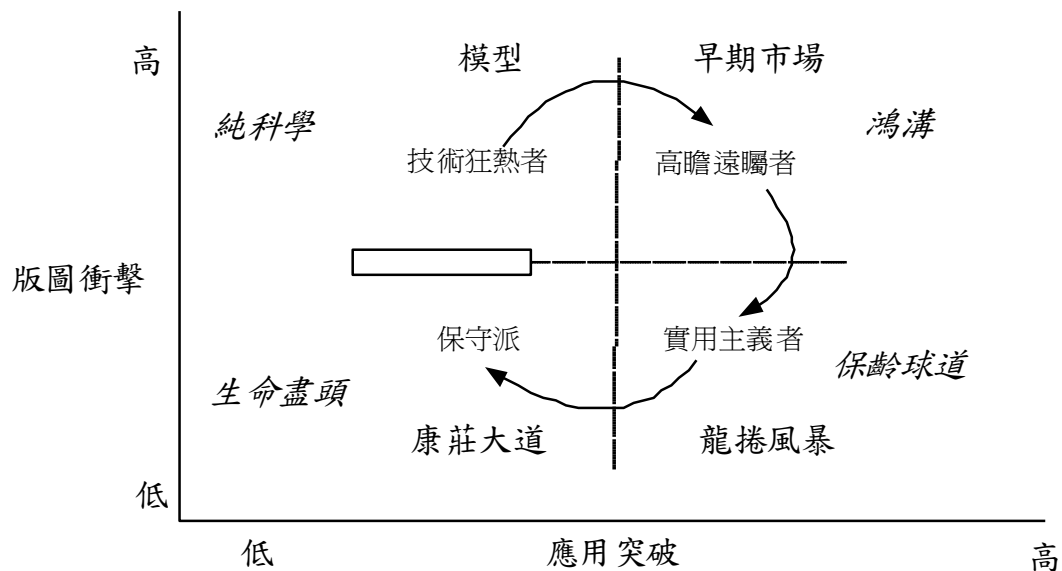 高
模型
早期市場
純科學
鴻溝
技術狂熱者
高瞻遠矚者
版圖衝擊
保守派
實用主義者
生命盡頭
保齡球道
康莊大道
龍捲風暴
低
低
應用突破
高